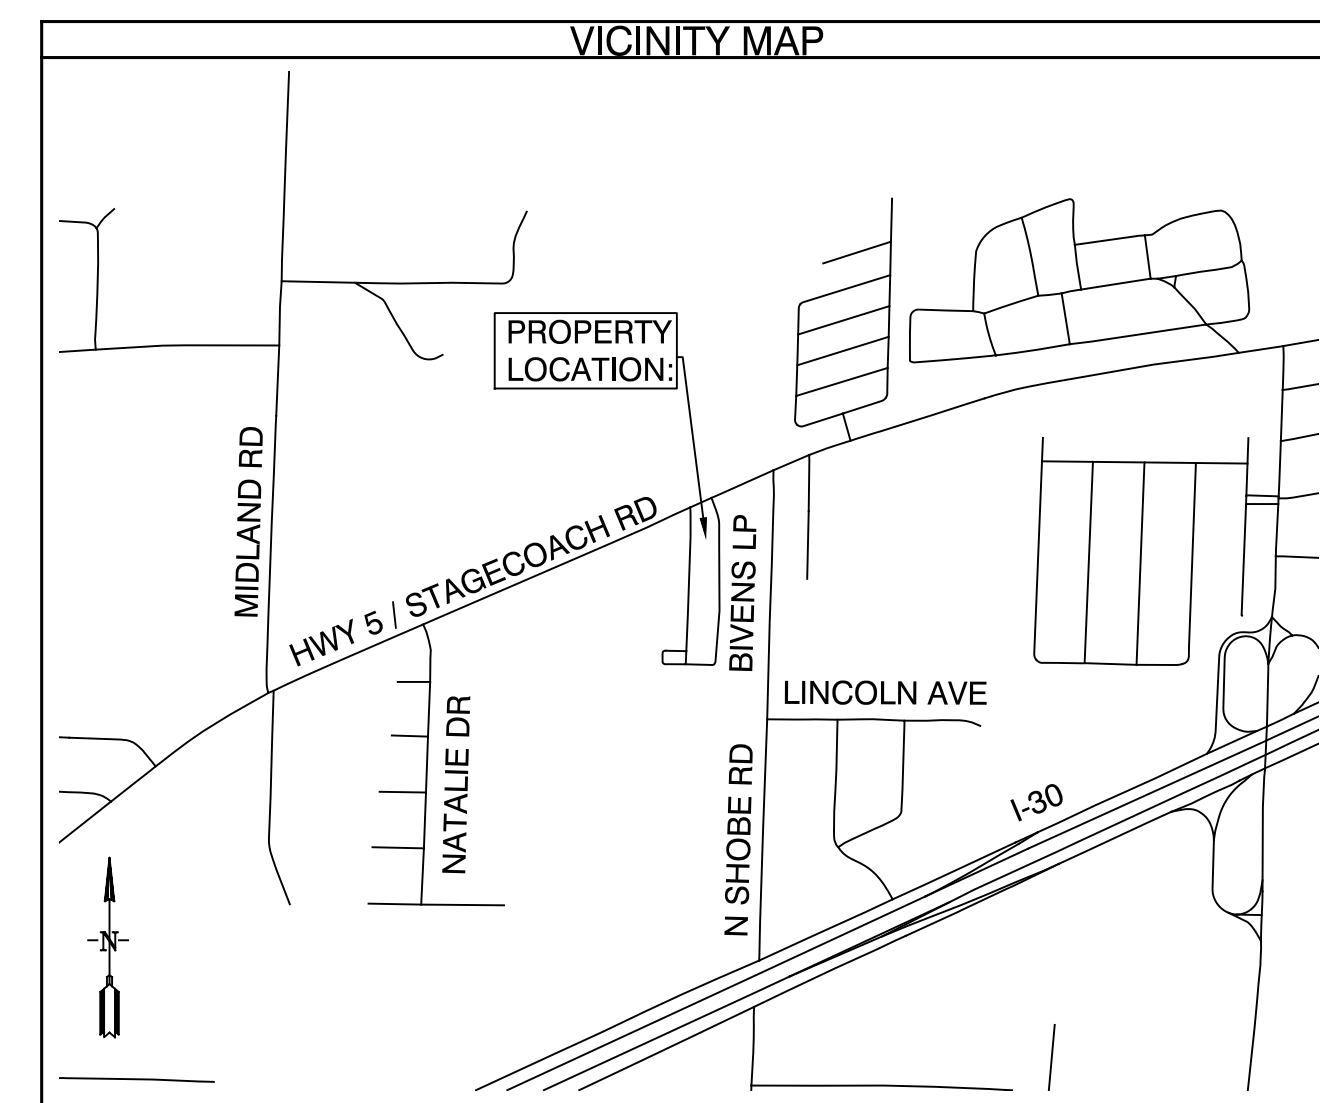 VICINITY MAP
PROPERTY
LOCATION:
MIDLAND RD
HWY 5 / STAGECOACH RD
BIVENS LP
LINCOLN AVE
NATALIE DR
N SHOBE RD
I-30
N